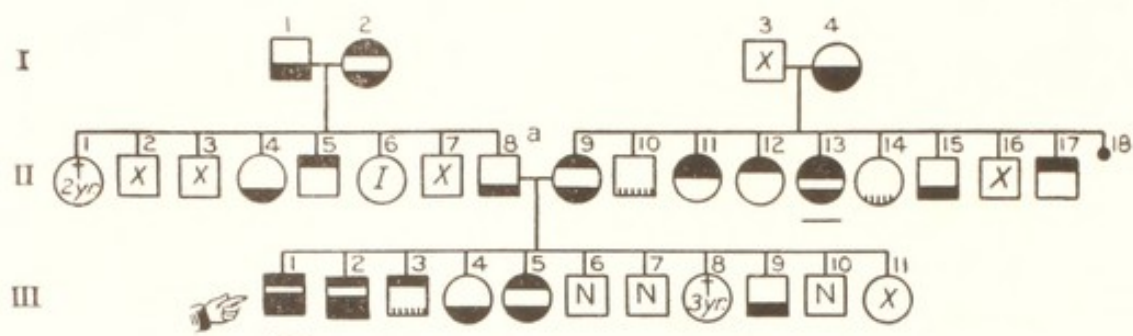 1 2 3 4
I X
1 2 3 4 5 6 7 8 a 9 10 11 12 13 14 15 16 17 18
II † 2yr. X X I X X
1 2 3 4 5 6 7 8 9 10 11
III N N † 3yr. N X